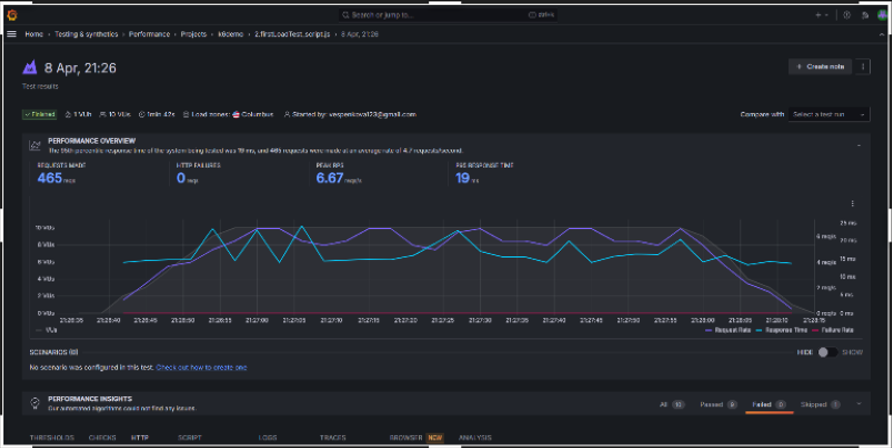 Search or jump to...
Home › Testing & synthetics › Performance › Projects › k6demo › 2.firstLoadTest_script.js › 8 Apr, 21:26
8 Apr, 21:26
+ Create note
Test results
Finished 1 VUh 10 VUs 1min 42s Load zones: Columbus Started by: vespenkova123@gmail.com Compare with Select a test run
PERFORMANCE OVERVIEW
The 95th percentile response time of the system being tested was 19 ms, and 465 requests were made at an average rate of 4.7 requests/second.
REQUESTS MADE HTTP FAILURES PEAK RPS P95 RESPONSE TIME
465 reqs 0 reqs 6.67 reqs/s 19 ms
10 VUs
8 VUs
6 VUs
4 VUs
2 VUs
0 VUs
6 req/s
4 req/s
2 req/s
0 req/s
25 ms
20 ms
15 ms
10 ms
5 ms
0 ms
21:26:35 21:26:40 21:26:45 21:26:50 21:26:55 21:27:00 21:27:05 21:27:10 21:27:15 21:27:20 21:27:25 21:27:30 21:27:35 21:27:40 21:27:45 21:27:50 21:27:55 21:28:00 21:28:05 21:28:10 21:28:15
VUs Request Rate Response Time Failure Rate
SCENARIOS (0) HIDE SHOW
No scenario was configured in this test. Check out how to create one
PERFORMANCE INSIGHTS
Our automated algorithms could not find any issues.
All 10 Passed 9 Failed 0 Skipped 1
THRESHOLDS CHECKS HTTP SCRIPT LOGS TRACES BROWSER NEW ANALYSIS